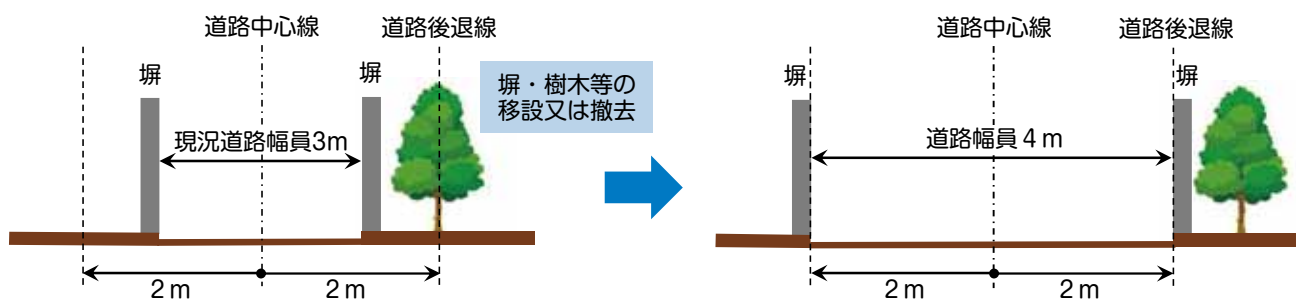 道路中心線
道路後退線
塀
塀
現況道路幅員3m
2m
2m
塀・樹木等の
移設又は撤去
道路中心線
道路後退線
塀
塀
道路幅員4m
2m
2m